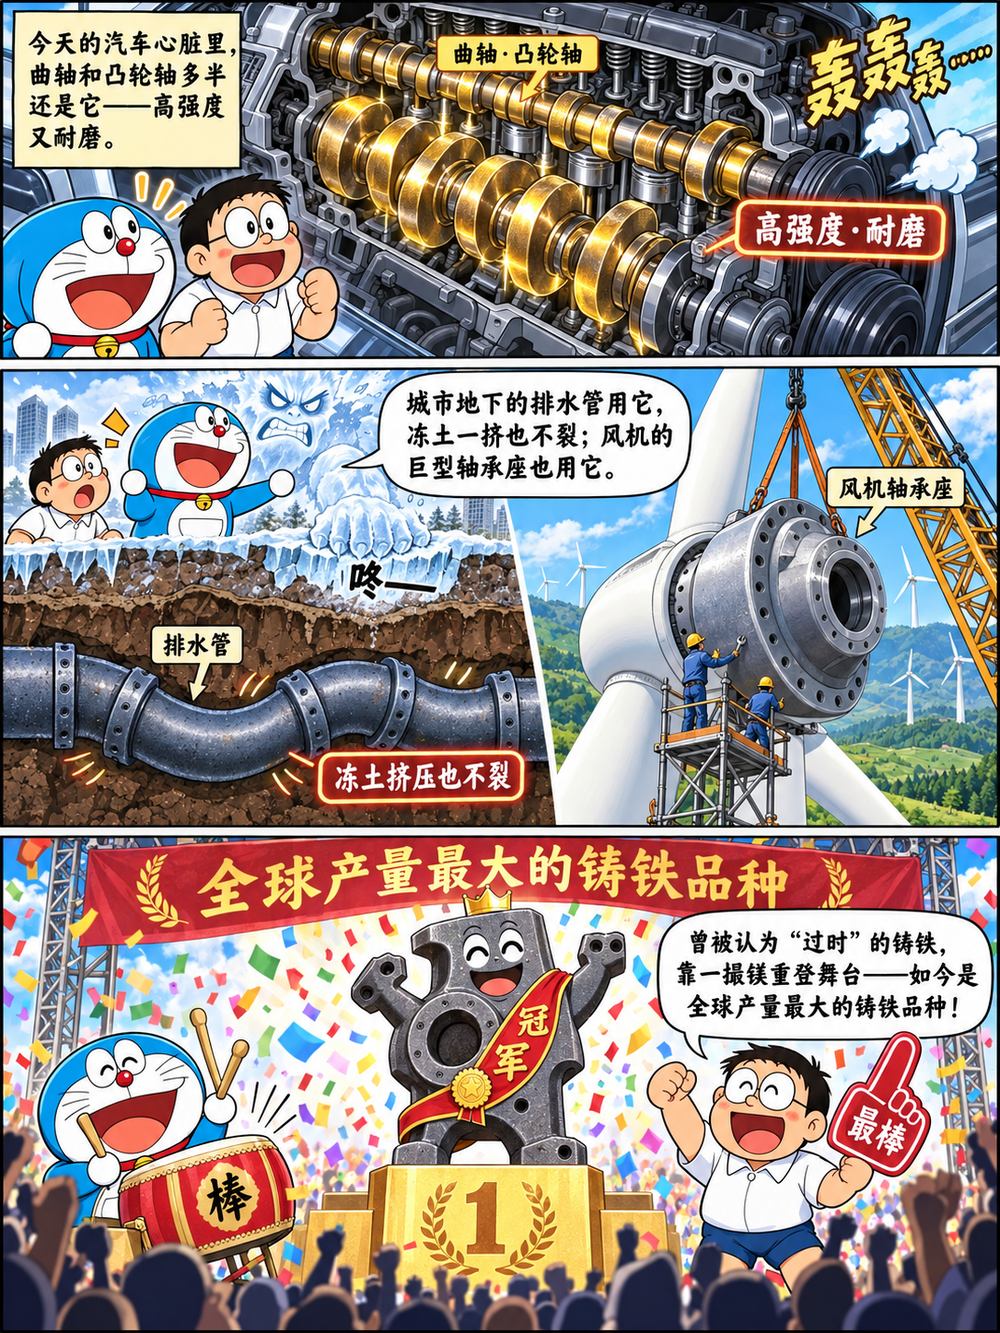 今天的汽车心脏里，
曲轴和凸轮轴多半
还是它——高强度
又耐磨。
曲轴·凸轮轴
轰轰轰……
高强度·耐磨
城市地下的排水管用它，
冻土一挤也不裂；风机的
巨型轴承座也用它。
风机轴承座
咚——
排水管
冻土挤压也不裂
全球产量最大的铸铁品种
曾被认为“过时”的铸铁，
靠一撮镁重登舞台——如今是
全球产量最大的铸铁品种！
冠
军
最棒
棒
1